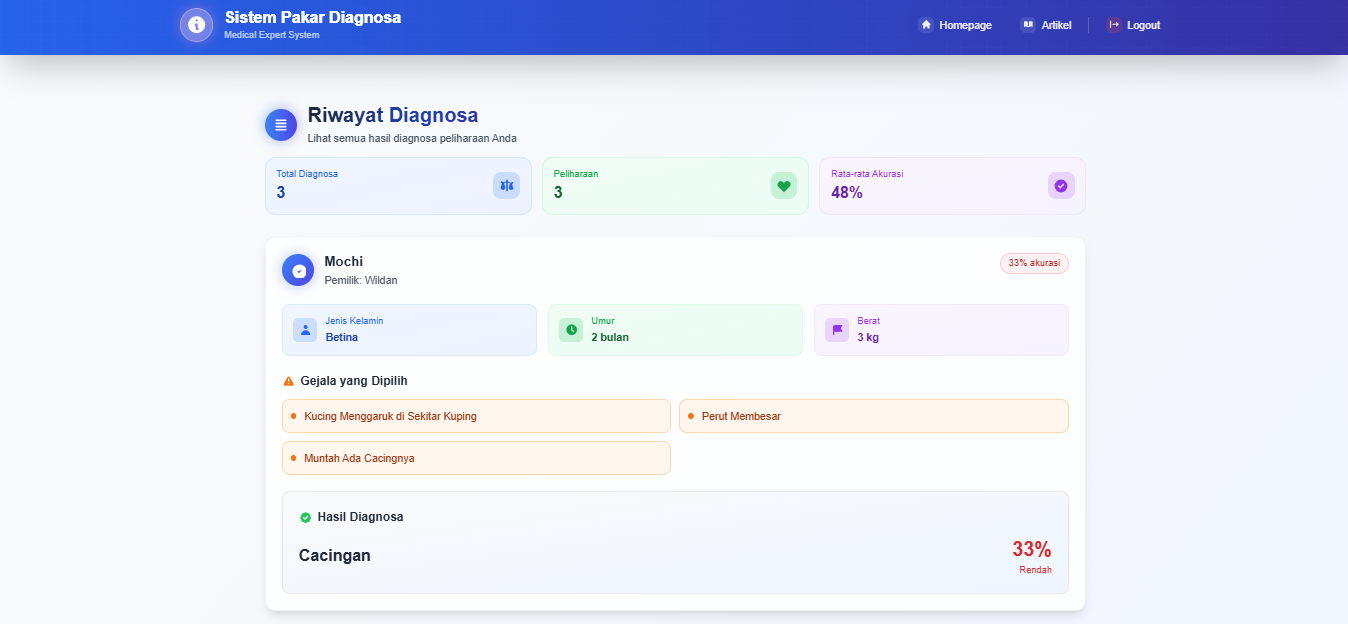 Sistem Pakar Diagnosa
Medical Expert System
Homepage
Artikel
Logout
Riwayat Diagnosa
Lihat semua hasil diagnosa peliharaan Anda
Total Diagnosa
3
Peliharaan
3
Rata-rata Akurasi
48%
Mochi
Pemilik: Wildan
33% akurasi
Jenis Kelamin
Betina
Umur
2 bulan
Berat
3 kg
Gejala yang Dipilih
Kucing Menggaruk di Sekitar Kuping
Perut Membesar
Muntah Ada Cacingnya
Hasil Diagnosa
Cacingan
33%
Rendah